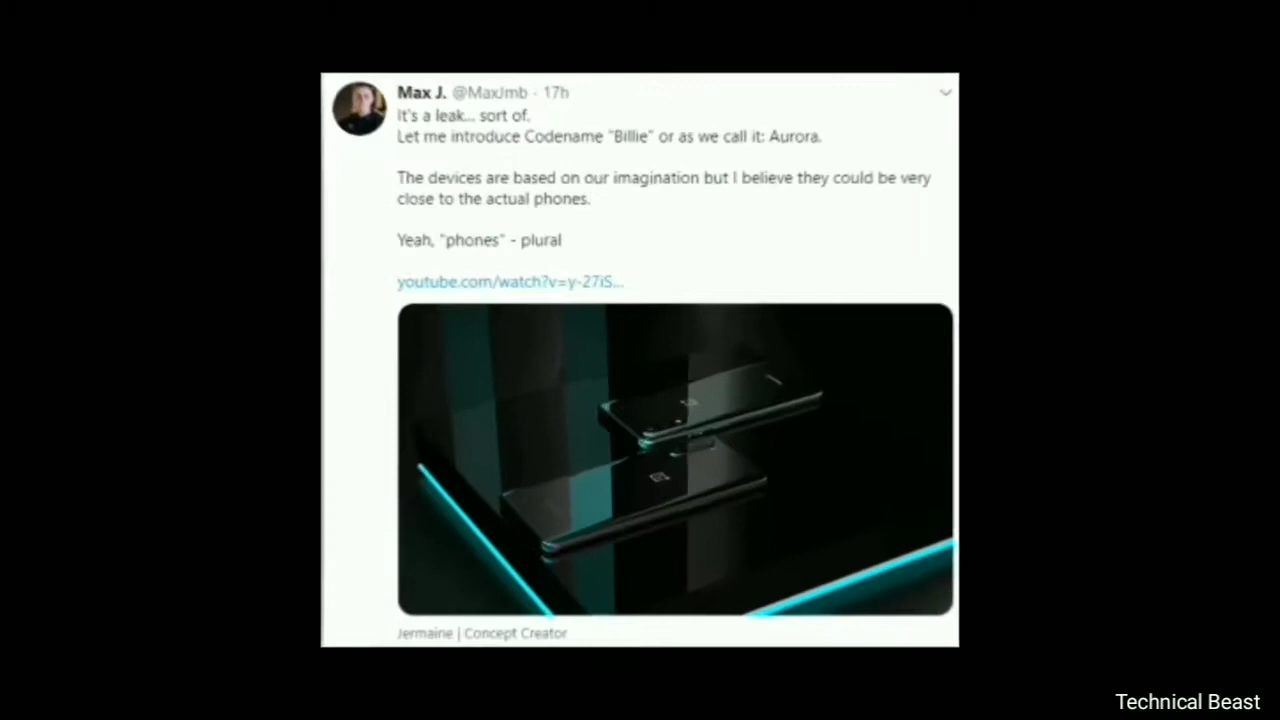 Max J. @MaxJmb · 17h
It's a leak... sort of.
Let me introduce Codename "Billie" or as we call it: Aurora.
The devices are based on our imagination but I believe they could be very
close to the actual phones.
Yeah, "phones" - plural
youtube.com/watch?v=y-27iS...
Jermaine | Concept Creator
Technical Beast